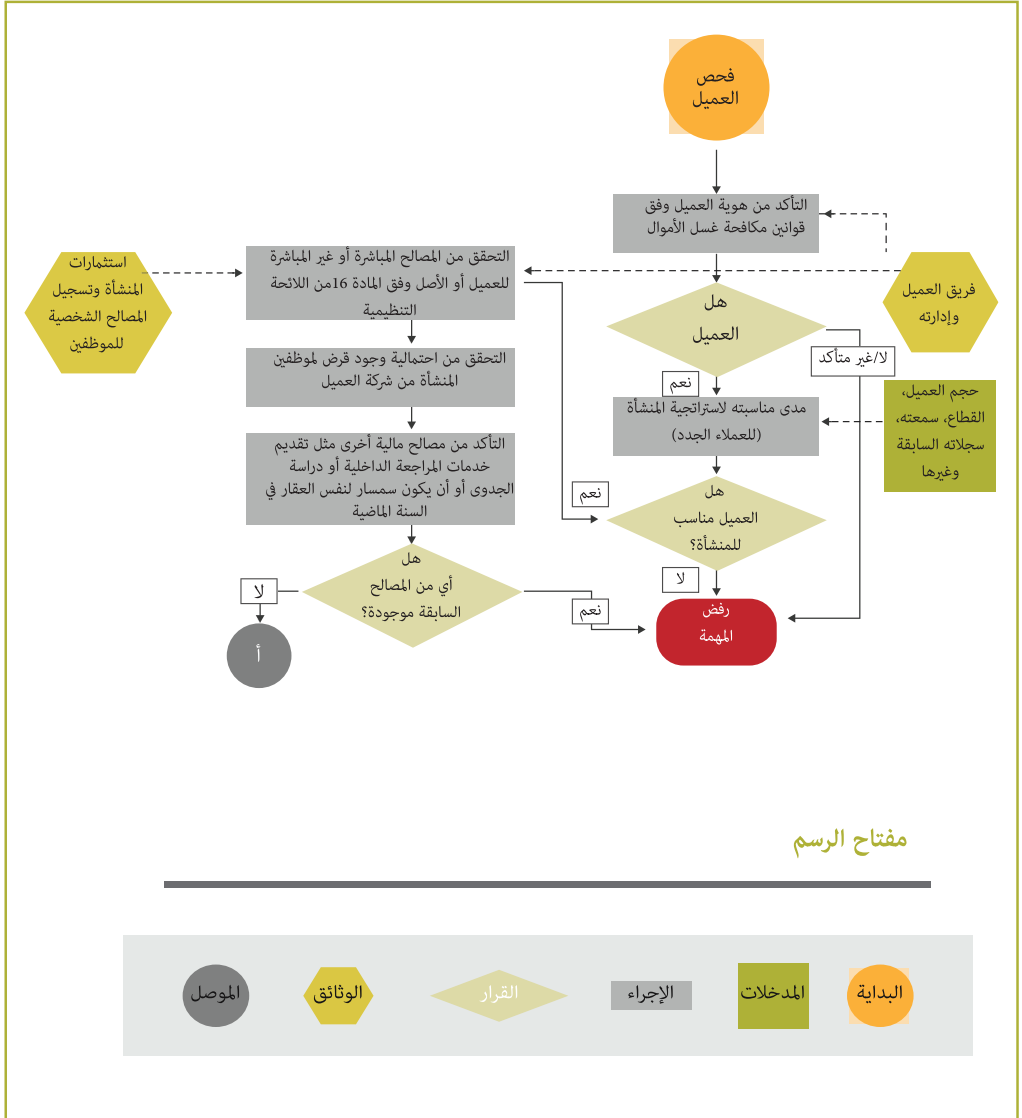 فحص
العميل
التأكد من هوية العميل وفق
قوانين مكافحة غسل الأموال
فريق العميل
وإدارته
هل
العميل
لا/غير متأكد
نعم
مدى مناسبته لاستراتجية المنشأة
(للعملاء الجدد)
حجم العميل،
القطاع، سمعته،
سجلاته السابقة
وغيرها
هل
العميل مناسب
للمنشأة؟
نعم
لا
رفض
المهمة
استثمارات
المنشأة وتسجيل
المصالح الشخصية
للموظفين
التحقق من المصالح المباشرة أو غير المباشرة
للعميل أو الأصل وفق المادة 16من اللائحة
التنظيمية
التحقق من احتمالية وجود قرض لموظفين
المنشأة من شركة العميل
التأكد من مصالح مالية أخرى مثل تقديم
خدمات المراجعة الداخلية أو دراسة
الجدوى أو أن يكون سمسار لنفس العقار في
السنة الماضية
هل
أي من المصالح
السابقة موجودة؟
نعم
لا
أ
مفتاح الرسم
البداية
المدخلات
الإجراء
القرار
الوثائق
الموصل